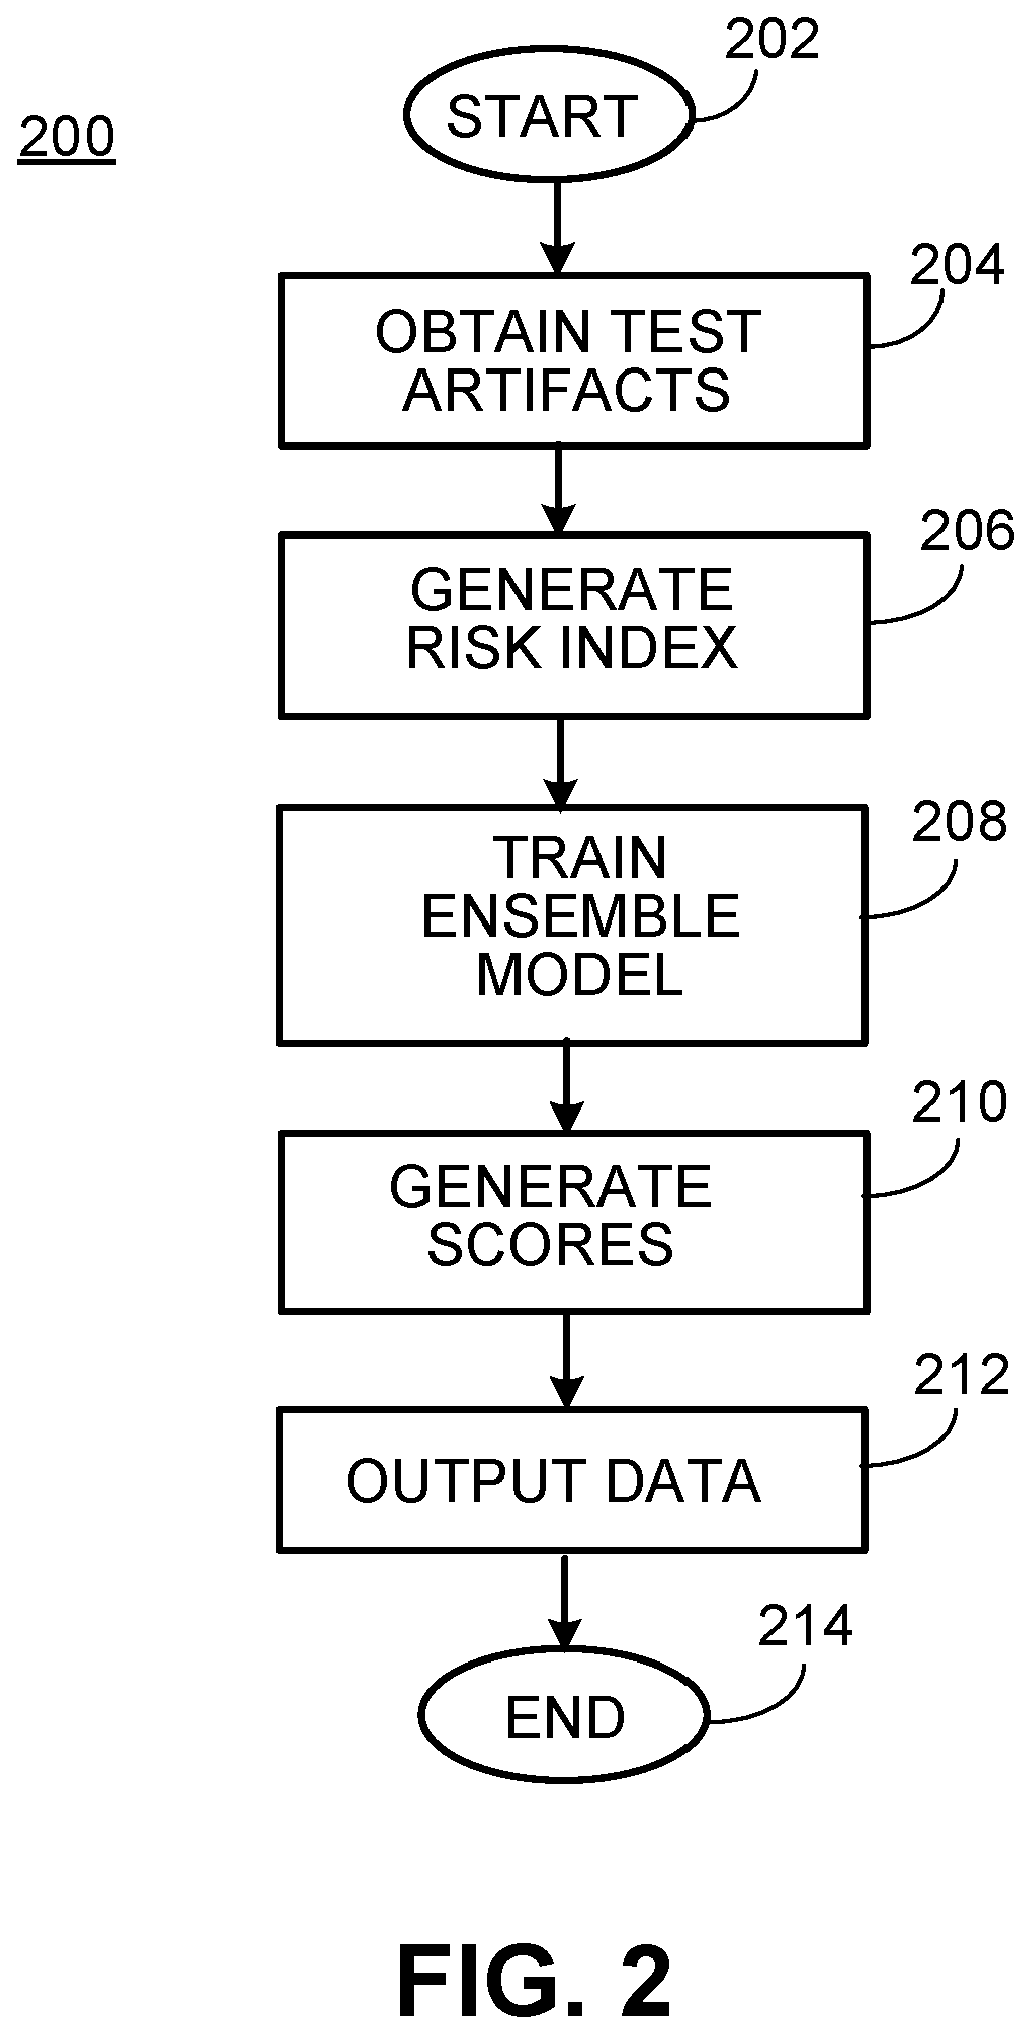 202
START
200
204
OBTAIN TEST
ARTIFACTS
206
GENERATE
RISK INDEX
208
TRAIN
ENSEMBLE
MODEL
210
GENERATE
SCORES
212
OUTPUT DATA
214
END
FIG. 2